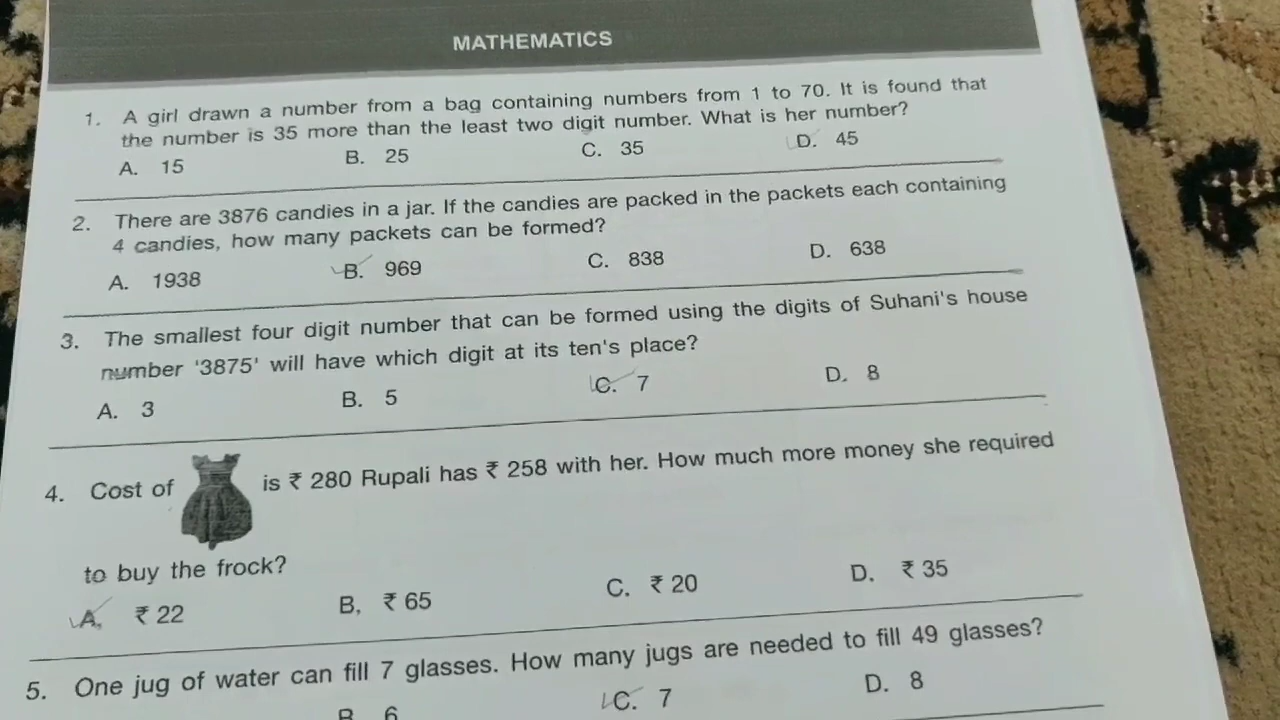 MATHEMATICS
1. A girl drawn a number from a bag containing numbers from 1 to 70. It is found that
the number is 35 more than the least two digit number. What is her number?
A. 15 B. 25 C. 35 D. 45
2. There are 3876 candies in a jar. If the candies are packed in the packets each containing
4 candies, how many packets can be formed?
A. 1938 B. 969 C. 838 D. 638
3. The smallest four digit number that can be formed using the digits of Suhani's house
number '3875' will have which digit at its ten's place?
A. 3 B. 5 C. 7 D. 8
4. Cost of is ₹ 280 Rupali has ₹ 258 with her. How much more money she required
to buy the frock?
A. ₹ 22 B, ₹ 65 C. ₹ 20 D. ₹ 35
5. One jug of water can fill 7 glasses. How many jugs are needed to fill 49 glasses?
B 6 C. 7 D. 8